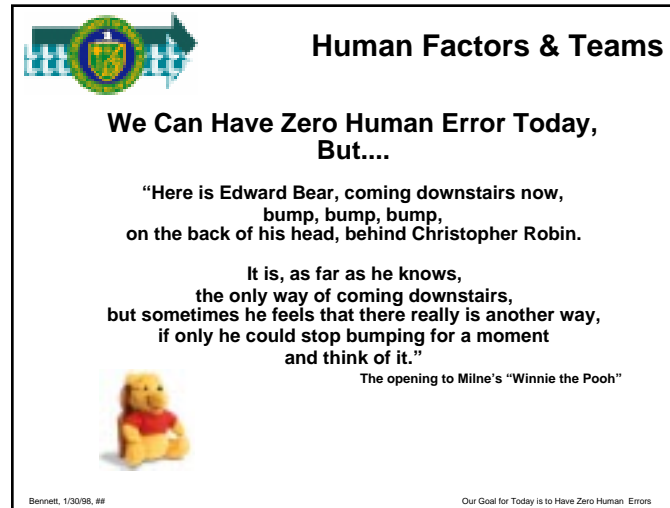 Human Factors & Teams
We Can Have Zero Human Error Today,
But....
“Here is Edward Bear, coming downstairs now,
bump, bump, bump,
on the back of his head, behind Christopher Robin.
It is, as far as he knows,
the only way of coming downstairs,
but sometimes he feels that there really is another way,
if only he could stop bumping for a moment
and think of it.”
The opening to Milne’s “Winnie the Pooh”
Bennett, 1/30/98, ##
Our Goal for Today is to Have Zero Human Errors